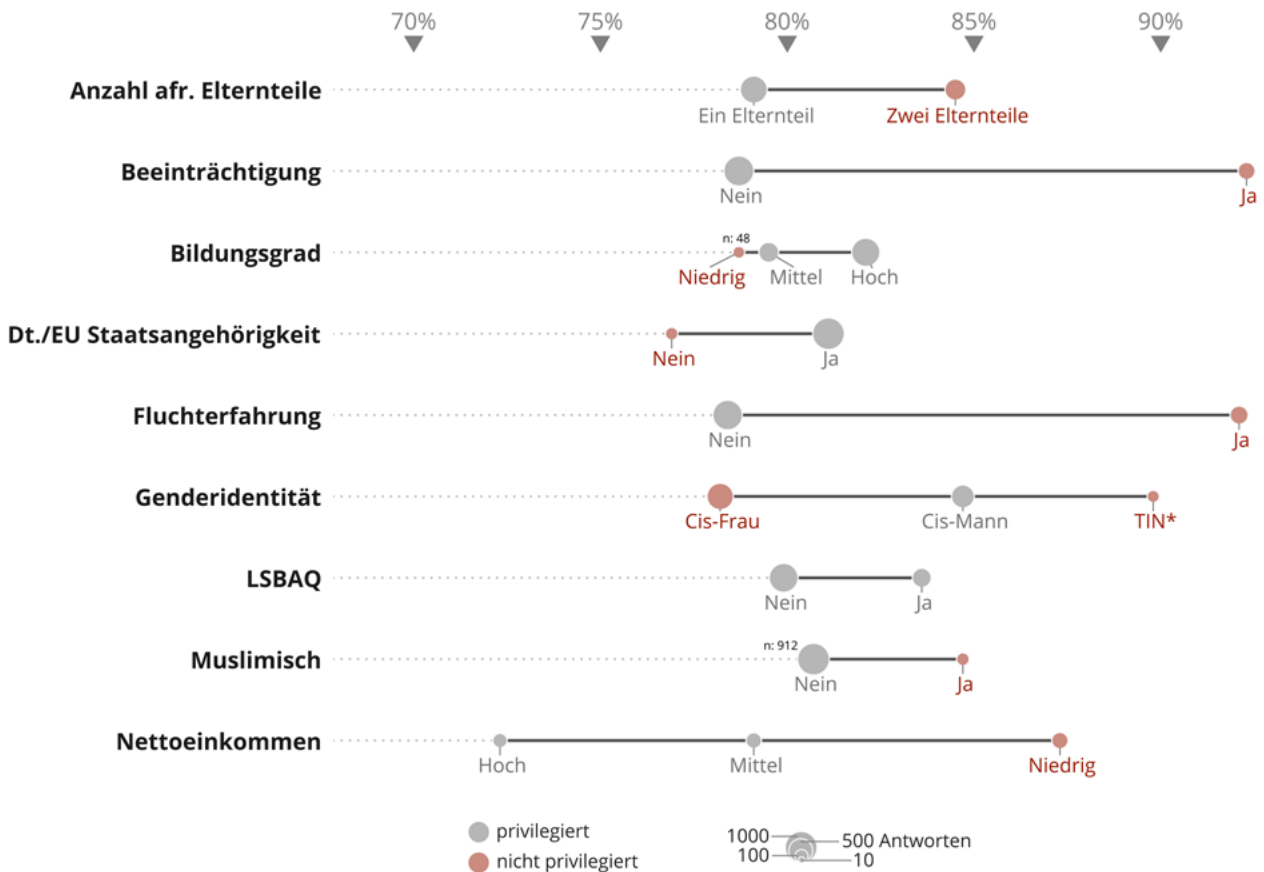 70% 75% 80% 85% 90%
Anzahl afr. Elternteile
Ein Elternteil Zwei Elternteile
Beeinträchtigung
Nein Ja
n: 48
Bildungsgrad
Niedrig Mittel Hoch
Dt./EU Staatsangehörigkeit
Nein Ja
Fluchterfahrung
Nein Ja
Genderidentität
Cis-Frau Cis-Mann TIN*
LSBAQ
Nein Ja
n: 912
Muslimisch
Nein Ja
Nettoeinkommen
Hoch Mittel Niedrig
privilegiert
nicht privilegiert
1000 500 Antworten
100 10